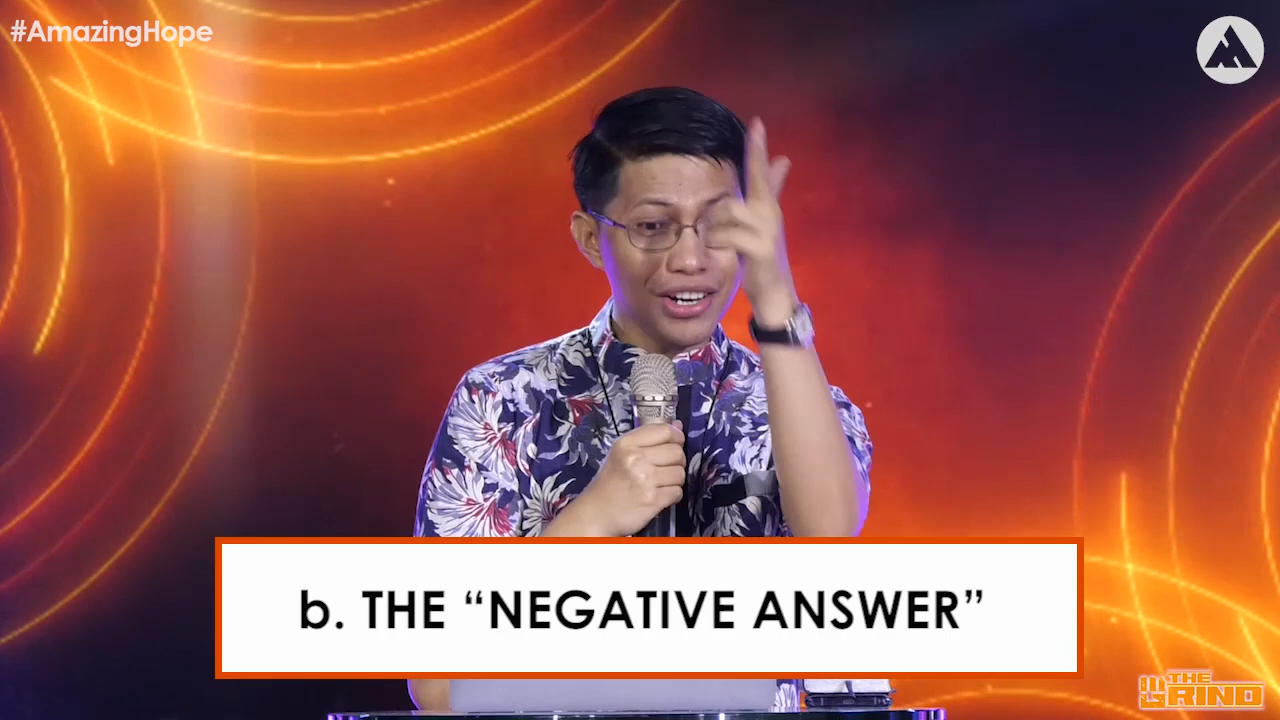 #AmazingHope
b. THE “NEGATIVE ANSWER”
THE
GRIND